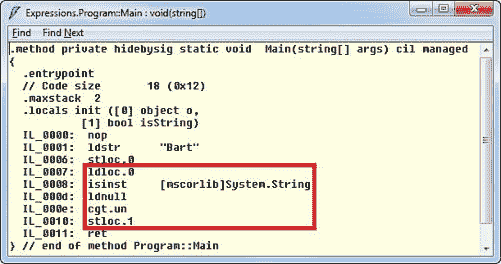 Expressions.Program::Main : void(string[])
Find Find Next
.method private hidebysig static void Main(string[] args) cil managed
{
.entrypoint
// Code size 18 (0x12)
.maxstack 2
.locals init ([0] object o,
[1] bool isString)
IL_0000: nop
IL_0001: ldstr "Bart"
IL_0006: stloc.0
IL_0007: ldloc.0
IL_0008: isinst [mscorlib]System.String
IL_000d: ldnull
IL_000e: cgt.un
IL_0010: stloc.1
IL_0011: ret
} // end of method Program::Main